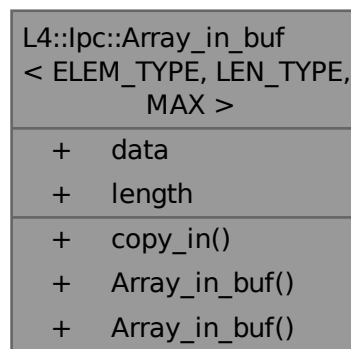 L4::Ipc::Array_in_buf
< ELEM_TYPE, LEN_TYPE,
MAX >
+ data
+ length
+ copy_in()
+ Array_in_buf()
+ Array_in_buf()